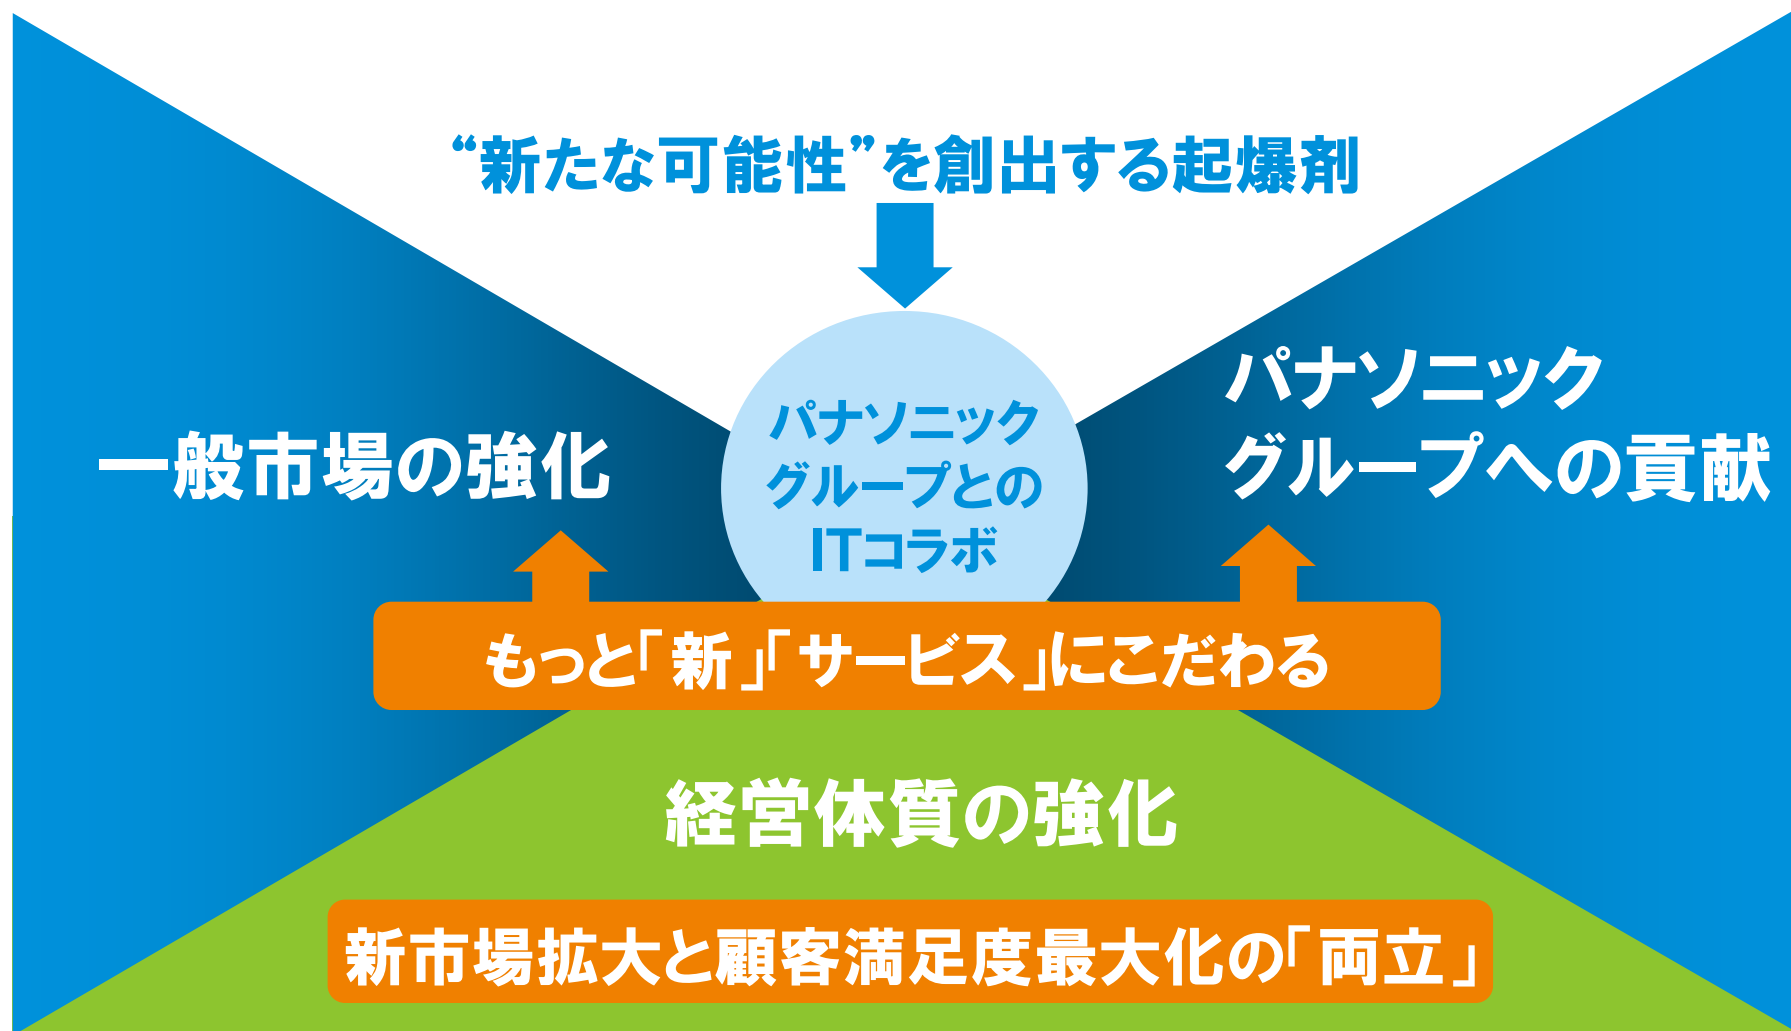 “新たな可能性”を創出する起爆剤
パナソニック
グループへの貢献
一般市場の強化
パナソニック
グループとの
ITコラボ
もっと「新」「サービス」にこだわる
経営体質の強化
新市場拡大と顧客満足度最大化の「両立」